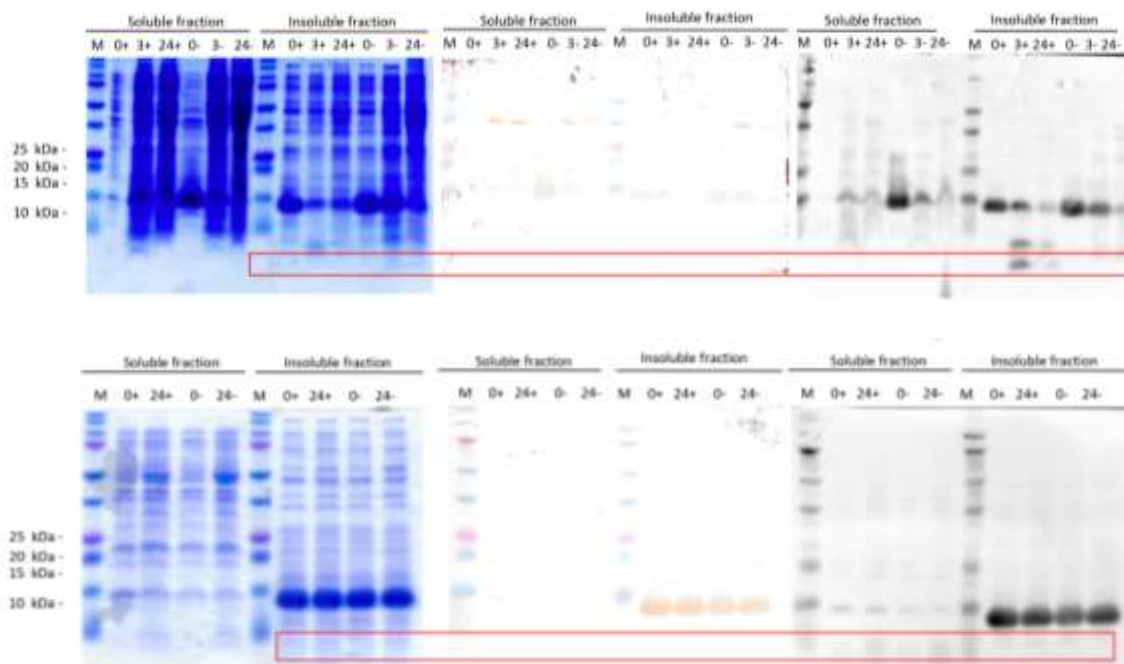 Soluble fraction Insoluble fraction Soluble fraction Insoluble fraction Soluble fraction Insoluble fraction
M 0+ 3+ 24+ 0- 3- 24- M 0+ 3+ 24+ 0- 3- 24- M 0+ 3+ 24+ 0- 3- 24- M 0+ 3+ 24+ 0- 3- 24- M 0+ 3+ 24+ 0- 3- 24- M 0+ 3+ 24+ 0- 3- 24-
25 kDa -
20 kDa -
15 kDa -
10 kDa -
Soluble fraction Insoluble fraction Soluble fraction Insoluble fraction Soluble fraction Insoluble fraction
M 0+ 24+ 0- 24- M 0+ 24+ 0- 24- M 0+ 24+ 0- 24- M 0+ 24+ 0- 24- M 0+ 24+ 0- 24- M 0+ 24+ 0- 24-
25 kDa -
20 kDa -
15 kDa -
10 kDa -